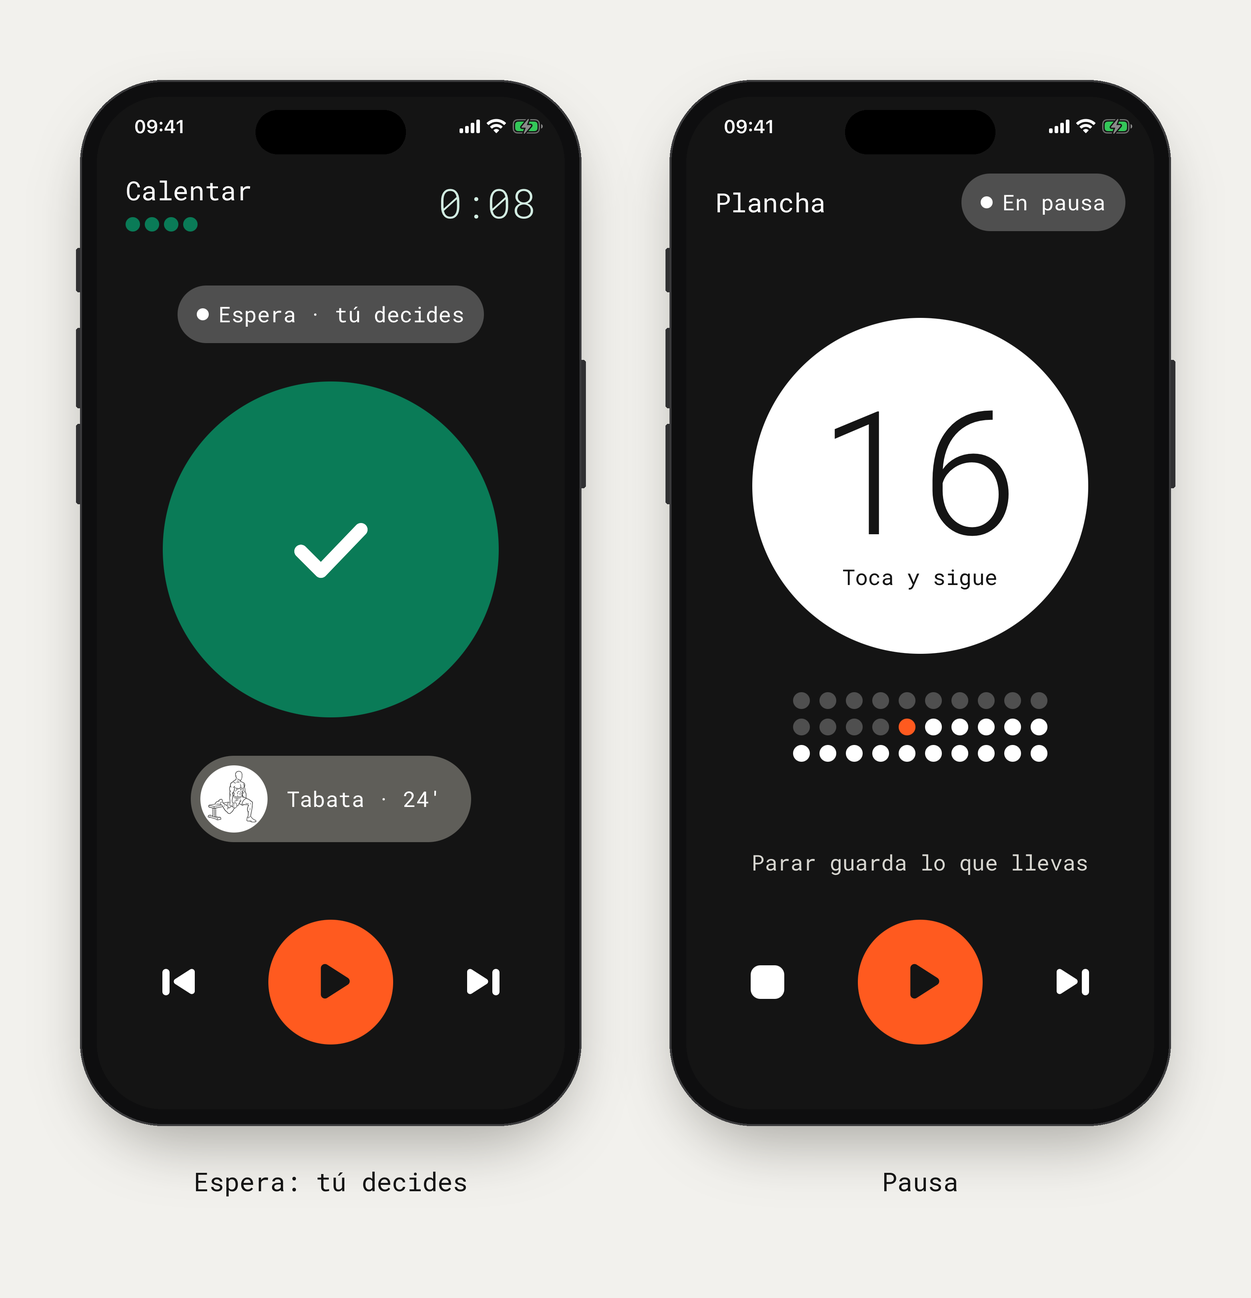 09:41
Calentar
0:08
Espera · tú decides
Tabata · 24'
Espera: tú decides
09:41
Plancha
En pausa
16
Toca y sigue
Parar guarda lo que llevas
Pausa